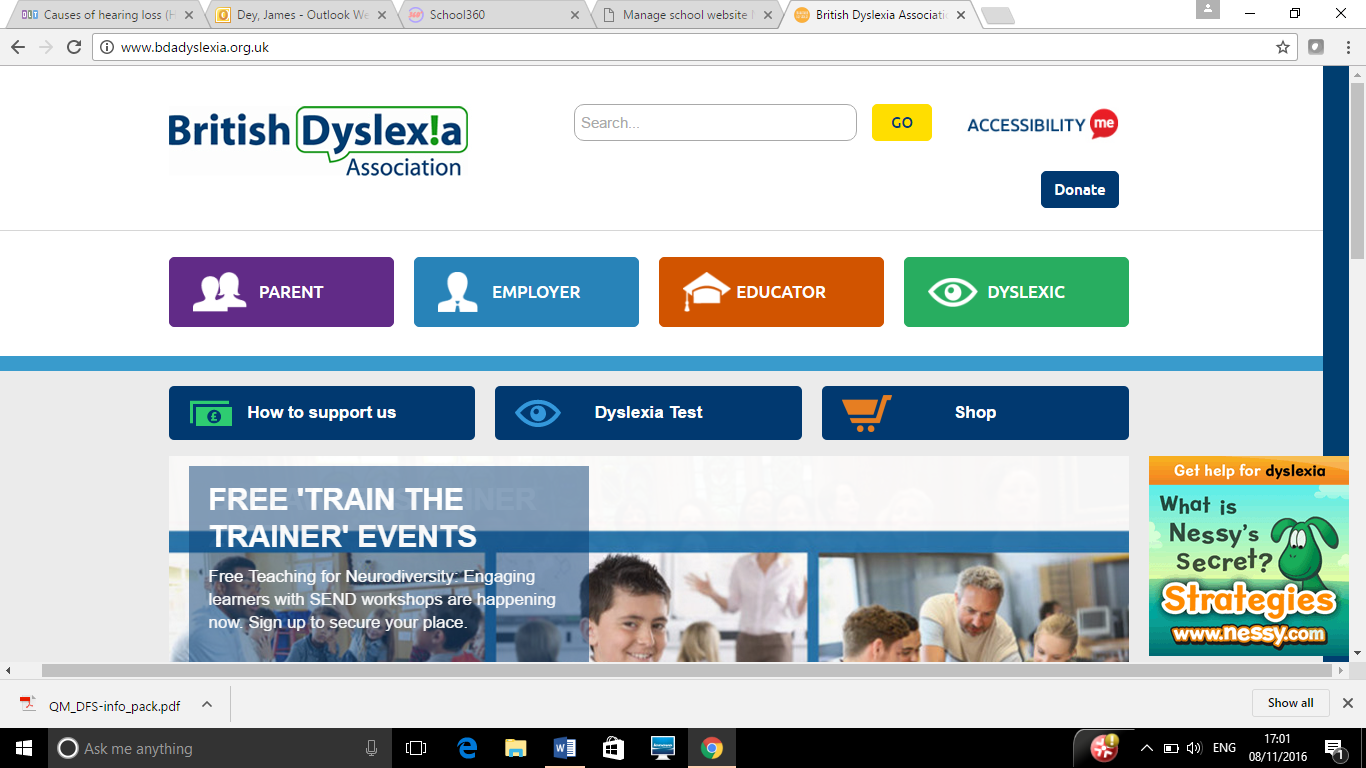 Causes of hearing loss (H
Dey, James - Outlook We
School360
Manage school website
British Dyslexia Associati
www.bdadyslexia.org.uk
British Dyslex!a
Association
Search...
GO
ACCESSIBILITY me
Donate
PARENT
EMPLOYER
EDUCATOR
DYSLEXIC
How to support us
Dyslexia Test
Shop
FREE 'TRAIN THE
TRAINER' EVENTS
Free Teaching for Neurodiversity: Engaging
learners with SEND workshops are happening
now. Sign up to secure your place.
Get help for dyslexia
What is
Nessy's
Secret?
Strategies
www.nessy.com
QM_DFS-info_pack.pdf
Show all
Ask me anything
ENG
17:01
08/11/2016
1